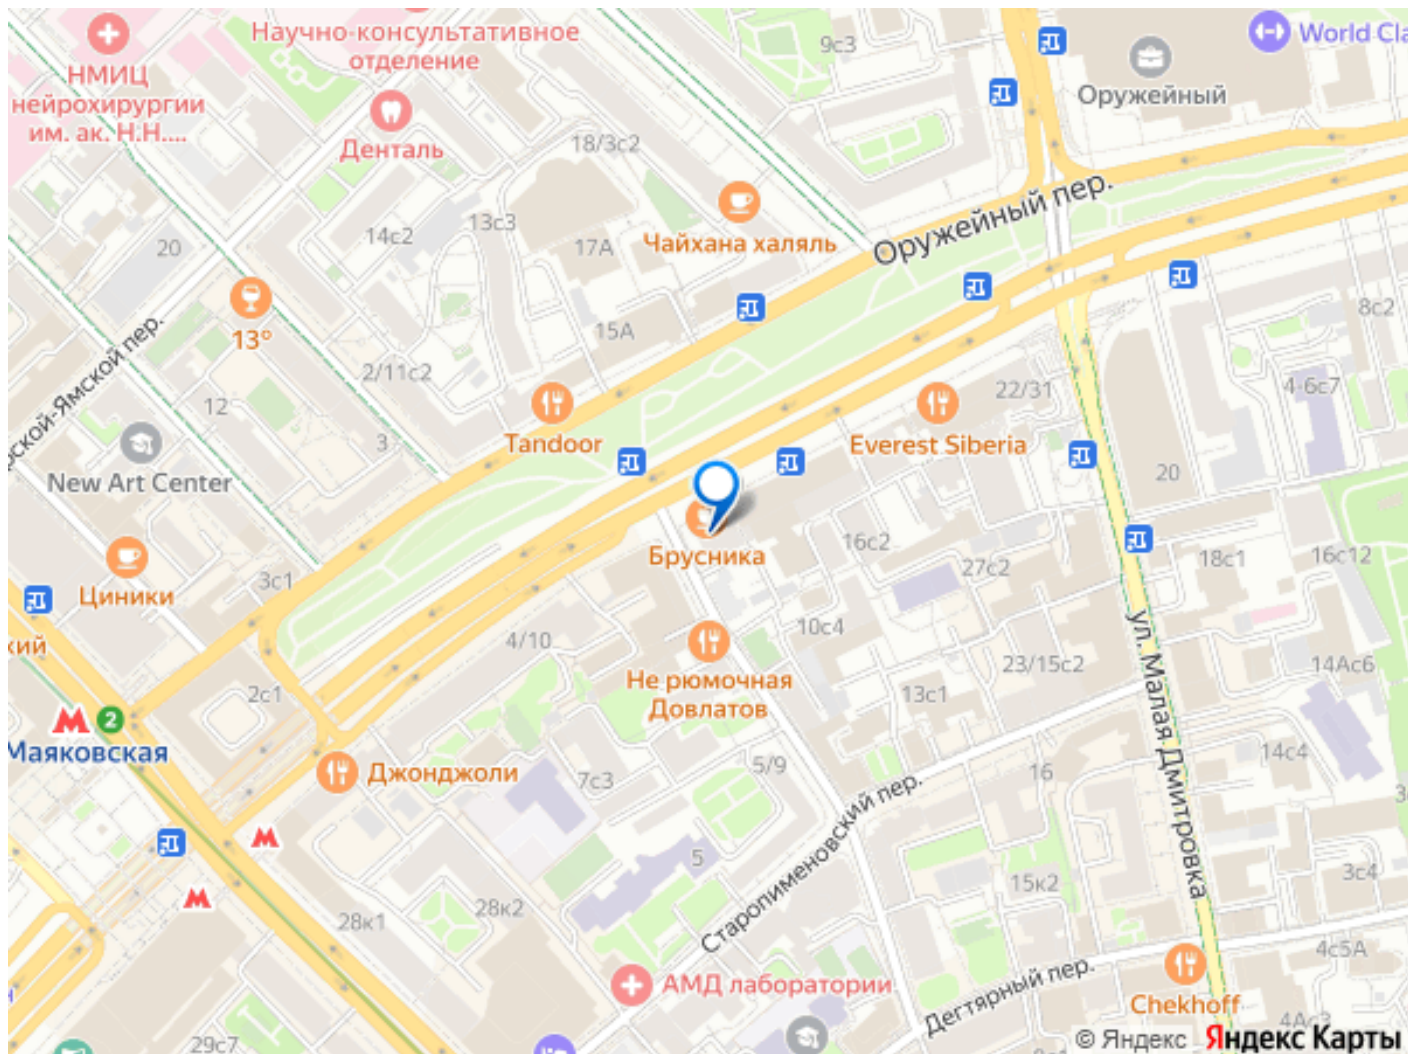 Научно-консультативное
отделение
9с3
World Cla
НМИЦ
нейрохирургии
им. ак. Н.Н....
Оружейный
Денталь
18/3с2
Оружейный пер.
13с3
14с2
17А
Чайхана халяль
20
13°
15А
8с2
2/11с2
4-6с7
22/31
12
3
Tandoor
Everest Siberia
рской-Ямской пер.
New Art Center
20
Брусника
16с2
27с2
18с1
16с12
3с1
Циники
кий
4/10
10с4
ул. Малая Дмитровка
Не рюмочная
Довлатов
23/15с2
14Ас6
2с1
13с1
2
Маяковская
Джонджоли
7с3
5/9
16
14с4
3
Старопименовский пер.
5
15к2
3с4
28к1
28к2
4с5А
АМД лаборатории
Дегтярный пер.
Chekhoff
4Ас3
29с7
© Яндекс Яндекс Карты